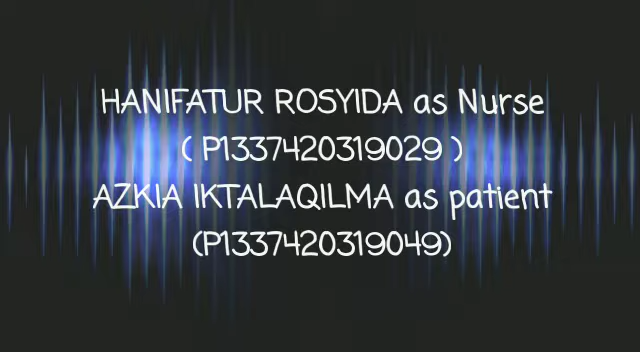 HANIFATUR ROSYIDA as Nurse
( P1337420319029 )
AZKIA IKTALAQILMA as patient
(P1337420319049)